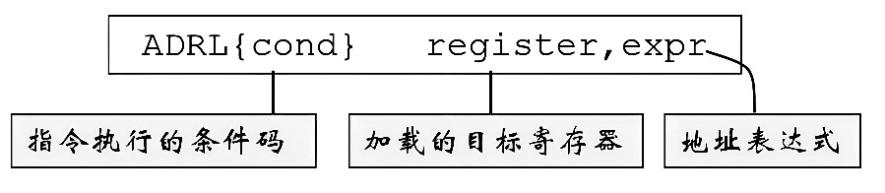 ADRL{cond} register,expr
指令执行的条件码
加载的目标寄存器
地址表达式